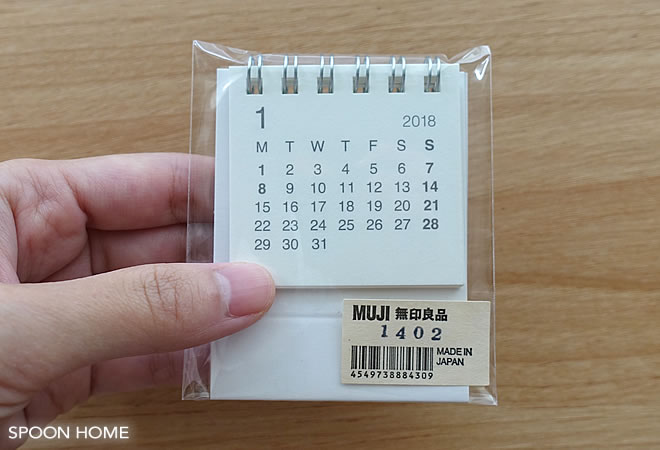 1 2018
M T W T F S S
1 2 3 4 5 6 7
8 9 10 11 12 13 14
15 16 17 18 19 20 21
22 23 24 25 26 27 28
29 30 31
MUJI 無印良品
1402
MADE IN
JAPAN
4549738884309
SPOON HOME